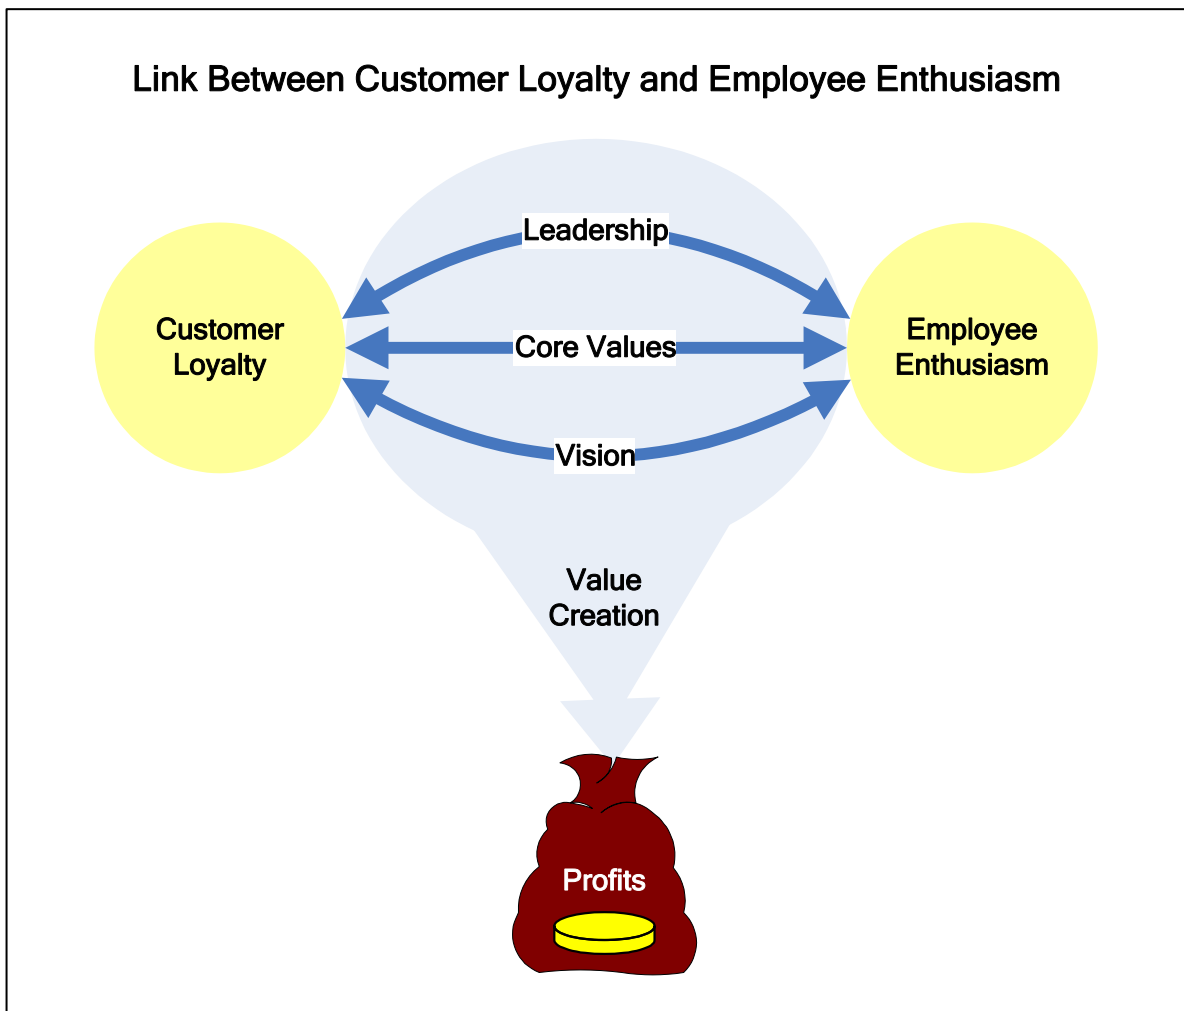 Link Between Customer Loyalty and Employee Enthusiasm
Leadership
Customer
Loyalty
Core Values
Employee
Enthusiasm
Vision
Value
Creation
Profits